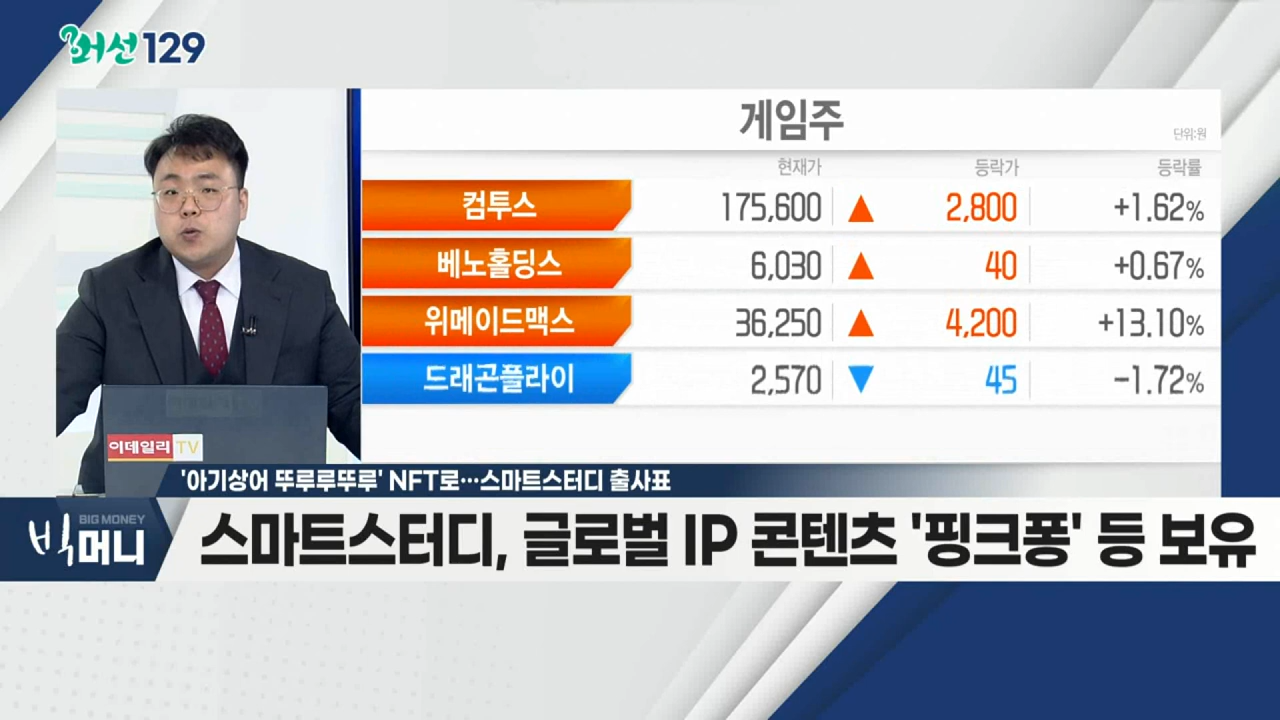 머선129
게임주
단위:원
현재가 등락가 등락률
컴투스 175,600 ▲ 2,800 +1.62%
베노홀딩스 6,030 ▲ 40 +0.67%
위메이드맥스 36,250 ▲ 4,200 +13.10%
드래곤플라이 2,570 ▼ 45 -1.72%
이데일리 TV
'아기상어 뚜루루뚜루' NFT로…스마트스터디 출사표
BIG MONEY
빅머니
스마트스터디, 글로벌 IP 콘텐츠 '핑크퐁' 등 보유